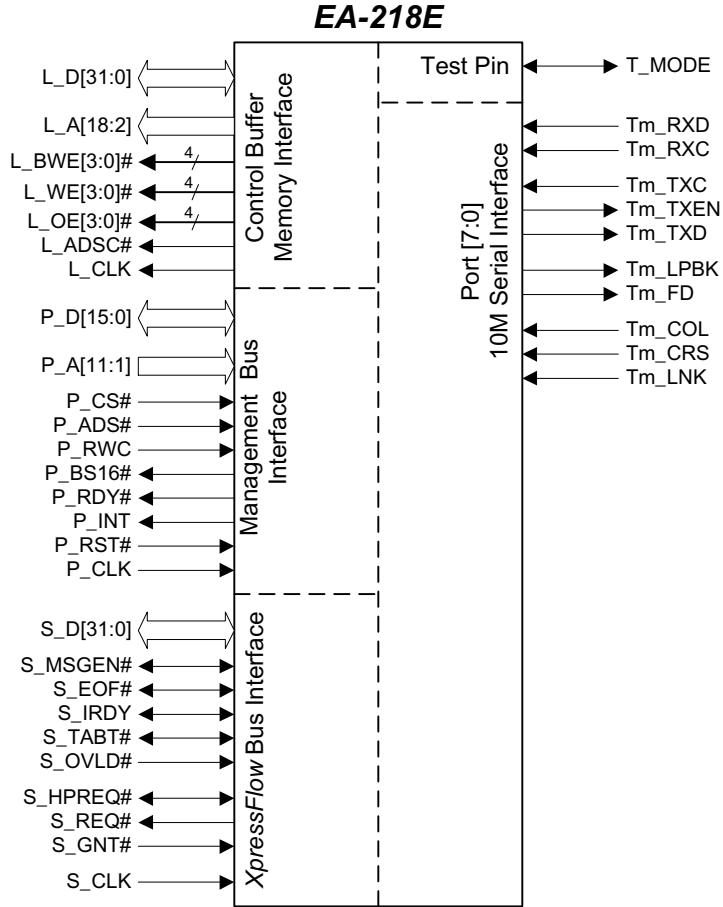 EA-218E
L_D[31:0]
L_A[18:2]
L_BWE[3:0]# 4
L_WE[3:0]# 4
L_OE[3:0]# 4
L_ADSC#
L_CLK
Control Buffer
Memory Interface
P_D[15:0]
P_A[11:1]
P_CS#
P_ADS#
P_RWC
P_BS16#
P_RDY#
P_INT
P_RST#
P_CLK
Management Bus
Interface
S_D[31:0]
S_MSGEN#
S_EOF#
S_IRDY
S_TABT#
S_OVLD#
S_HPREQ#
S_REQ#
S_GNT#
S_CLK
XpressFlow Bus Interface
Test Pin
T_MODE
Port [7:0]
10M Serial Interface
Tm_RXD
Tm_RXC
Tm_TXC
Tm_TXEN
Tm_TXD
Tm_LPBK
Tm_FD
Tm_COL
Tm_CRS
Tm_LNK